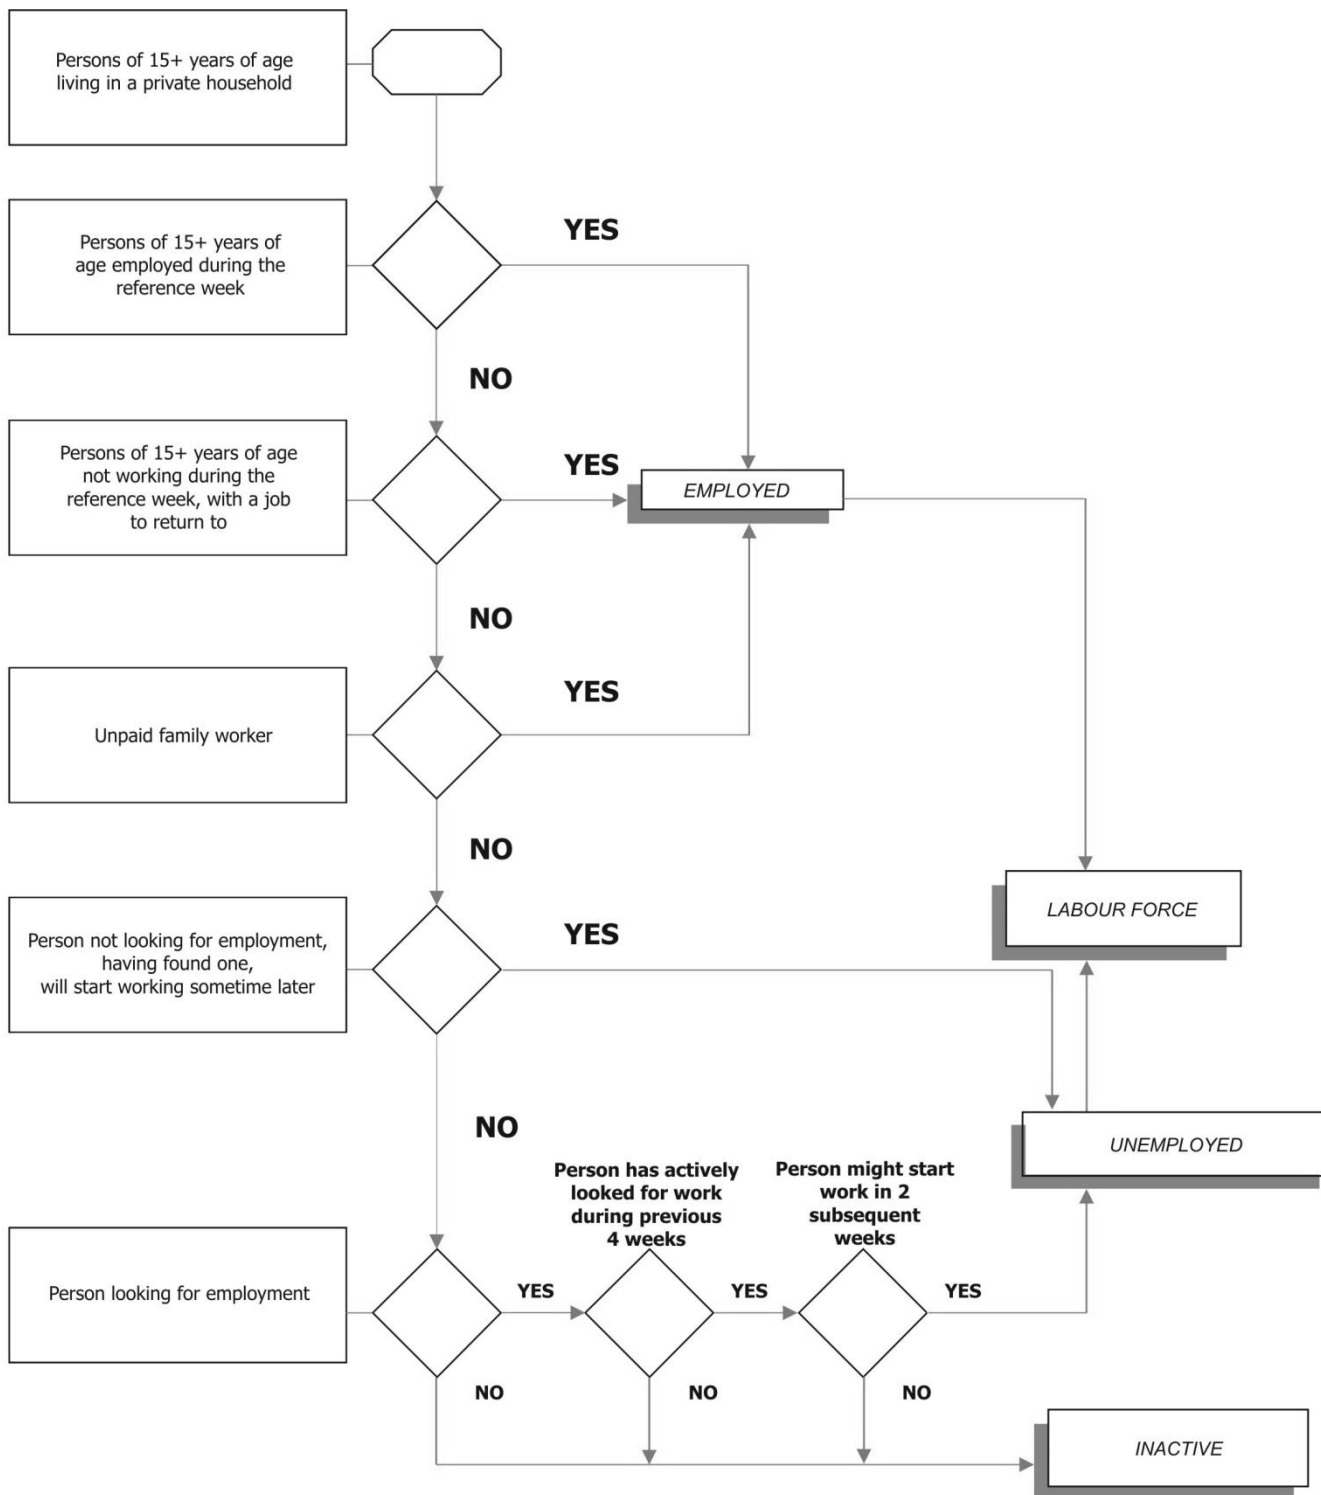 Persons of 15+ years of age
living in a private household
Persons of 15+ years of
age employed during the
reference week
YES
NO
Persons of 15+ years of age
not working during the
reference week, with a job
to return to
YES
EMPLOYED
NO
Unpaid family worker
YES
NO
LABOUR FORCE
Person not looking for employment,
having found one,
will start working sometime later
YES
NO
UNEMPLOYED
Person has actively
looked for work
during previous
4 weeks
Person might start
work in 2
subsequent
weeks
Person looking for employment
YES
YES
YES
NO
NO
NO
INACTIVE